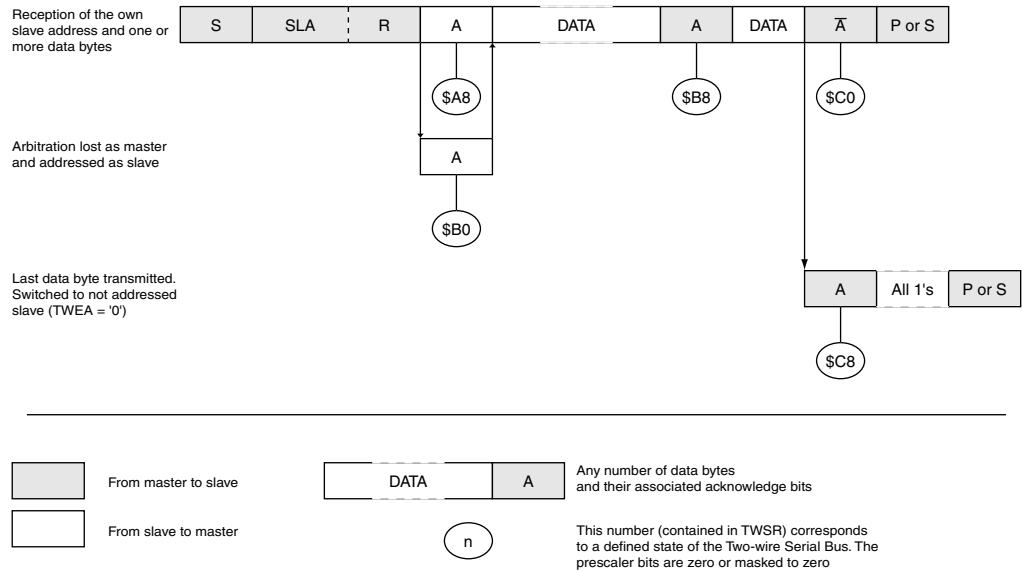 Reception of the own
slave address and one or
more data bytes
S SLA R A DATA A DATA A̅ P or S
$A8 $B8 $C0
Arbitration lost as master
and addressed as slave
A
$B0
Last data byte transmitted.
Switched to not addressed
slave (TWEA = '0')
A All 1's P or S
$C8
From master to slave
DATA A
Any number of data bytes
and their associated acknowledge bits
From slave to master
n
This number (contained in TWSR) corresponds
to a defined state of the Two-wire Serial Bus. The
prescaler bits are zero or masked to zero